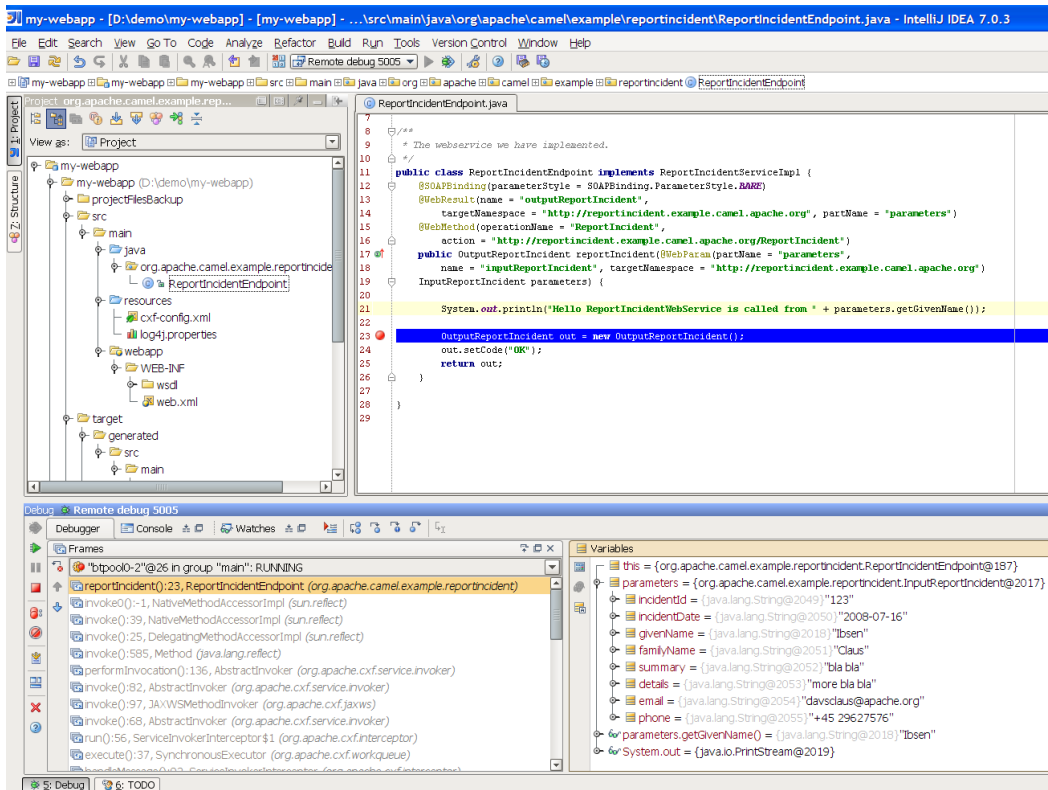 my-webapp - [D:\demo\my-webapp] - [my-webapp] - ...\src\main\java\org\apache\camel\example\reportincident\ReportIncidentEndpoint.java - IntelliJ IDEA 7.0.3
File Edit Search View Go To Code Analyze Refactor Build Run Tools Version Control Window Help
Remote debug 5005
my-webapp my-webapp my-webapp src main java org apache camel example reportincident ReportIncidentEndpoint
1: Project
Z: Structure
Project org.apache.camel.example.rep...
View as: Project
my-webapp
my-webapp (D:\demo\my-webapp)
projectFilesBackup
src
main
java
org.apache.camel.example.reportincide
ReportIncidentEndpoint
resources
cxf-config.xml
log4j.properties
webapp
WEB-INF
wsdl
web.xml
target
generated
src
main
ReportIncidentEndpoint.java
7
8 /**
9 * The webservice we have implemented.
10 */
11 public class ReportIncidentEndpoint implements ReportIncidentServiceImpl {
12 @SOAPBinding(parameterStyle = SOAPBinding.ParameterStyle.BARE)
13 @WebResult(name = "outputReportIncident",
14 targetNamespace = "http://reportincident.example.camel.apache.org", partName = "parameters")
15 @WebMethod(operationName = "ReportIncident",
16 action = "http://reportincident.example.camel.apache.org/ReportIncident")
17 public OutputReportIncident reportIncident(@WebParam(partName = "parameters",
18 name = "inputReportIncident", targetNamespace = "http://reportincident.example.camel.apache.org")
19 InputReportIncident parameters) {
20
21 System.out.println("Hello ReportIncidentWebService is called from " + parameters.getGivenName());
22
23 OutputReportIncident out = new OutputReportIncident();
24 out.setCode("OK");
25 return out;
26 }
27
28 }
29
Debug Remote debug 5005
Debugger Console Watches
Frames
"btpool0-2"@26 in group "main": RUNNING
reportIncident():23, ReportIncidentEndpoint (org.apache.camel.example.reportincident)
invoke0():-1, NativeMethodAccessorImpl (sun.reflect)
invoke():39, NativeMethodAccessorImpl (sun.reflect)
invoke():25, DelegatingMethodAccessorImpl (sun.reflect)
invoke():585, Method (java.lang.reflect)
performInvocation():136, AbstractInvoker (org.apache.cxf.service.invoker)
invoke():82, AbstractInvoker (org.apache.cxf.service.invoker)
invoke():97, JAXWSMethodInvoker (org.apache.cxf.jaxws)
invoke():68, AbstractInvoker (org.apache.cxf.service.invoker)
run():56, ServiceInvokerInterceptor$1 (org.apache.cxf.interceptor)
execute():37, SynchronousExecutor (org.apache.cxf.workqueue)
Variables
this = {org.apache.camel.example.reportincident.ReportIncidentEndpoint@187}
parameters = {org.apache.camel.example.reportincident.InputReportIncident@2017}
incidentId = {java.lang.String@2049}"123"
incidentDate = {java.lang.String@2050}"2008-07-16"
givenName = {java.lang.String@2018}"Ibsen"
familyName = {java.lang.String@2051}"Claus"
summary = {java.lang.String@2052}"bla bla"
details = {java.lang.String@2053}"more bla bla"
email = {java.lang.String@2054}"davsclaus@apache.org"
phone = {java.lang.String@2055}"+45 29627576"
parameters.getGivenName() = {java.lang.String@2018}"Ibsen"
System.out = {java.io.PrintStream@2019}
5: Debug 6: TODO